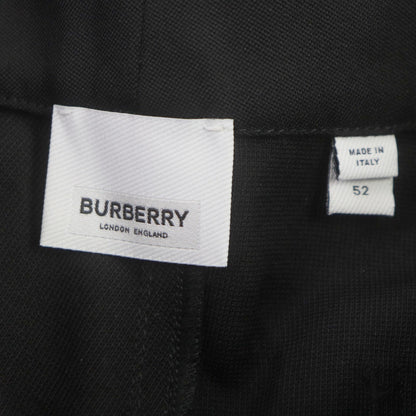 BURBERRY
LONDON ENGLAND
MADE IN
ITALY
52